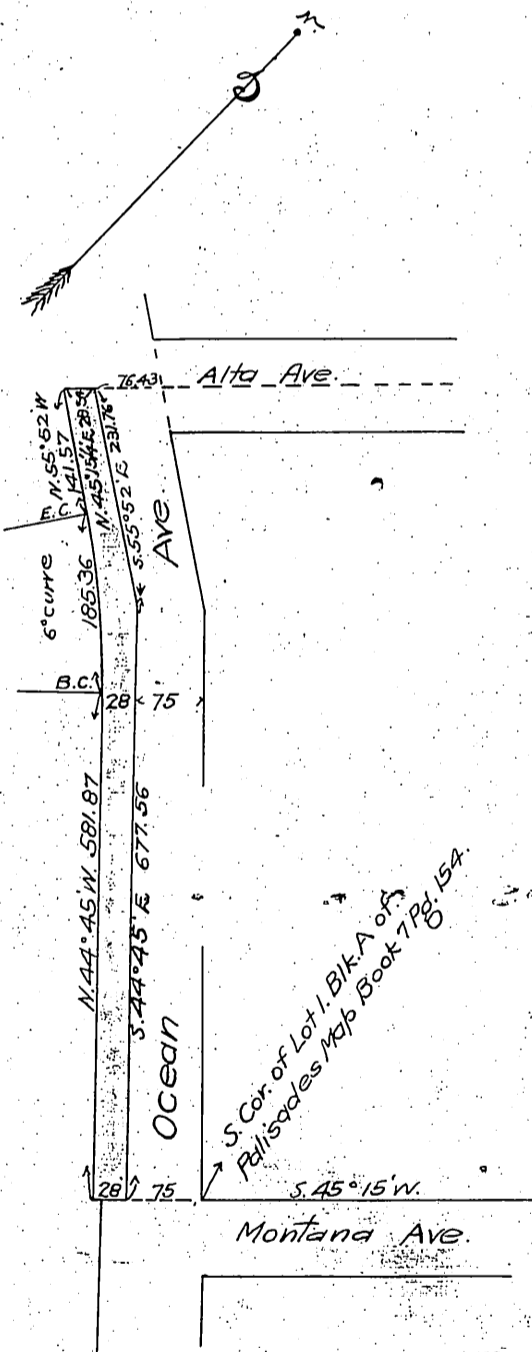 N.
76.43
Alta Ave.
N.55°52'W
141.57
N.45°15'E
S.55°52'E 231.76
E.C.
6° curve
185.36
Ave.
B.C.
28
75
N.44°45'W. 581.87
S.44°45'E 677.56
Ocean
S. Cor. of Lot 1. Blk. A of
Palisades Map Book 7 Pg. 154.
28
75
S.45°15'W.
Montana Ave.